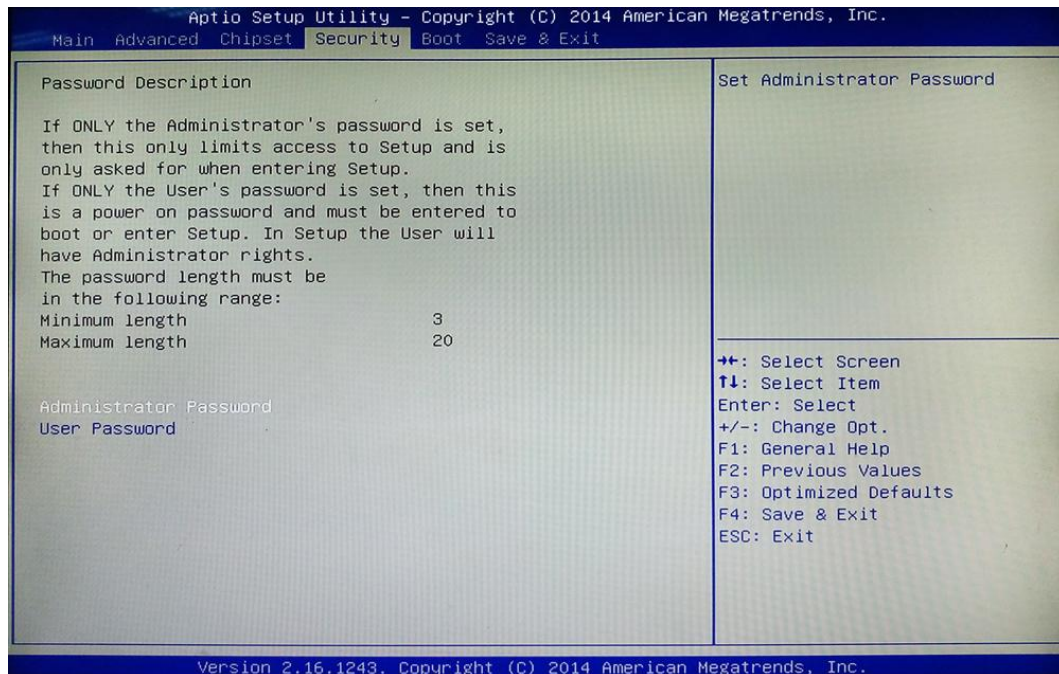 Aptio Setup Utility – Copyright (C) 2014 American Megatrends, Inc.
Main Advanced Chipset Security Boot Save & Exit
Password Description
If ONLY the Administrator's password is set,
then this only limits access to Setup and is
only asked for when entering Setup.
If ONLY the User's password is set, then this
is a power on password and must be entered to
boot or enter Setup. In Setup the User will
have Administrator rights.
The password length must be
in the following range:
Minimum length 3
Maximum length 20
Administrator Password
User Password
Set Administrator Password
→←: Select Screen
↑↓: Select Item
Enter: Select
+/-: Change Opt.
F1: General Help
F2: Previous Values
F3: Optimized Defaults
F4: Save & Exit
ESC: Exit
Version 2.16.1243. Copyright (C) 2014 American Megatrends, Inc.